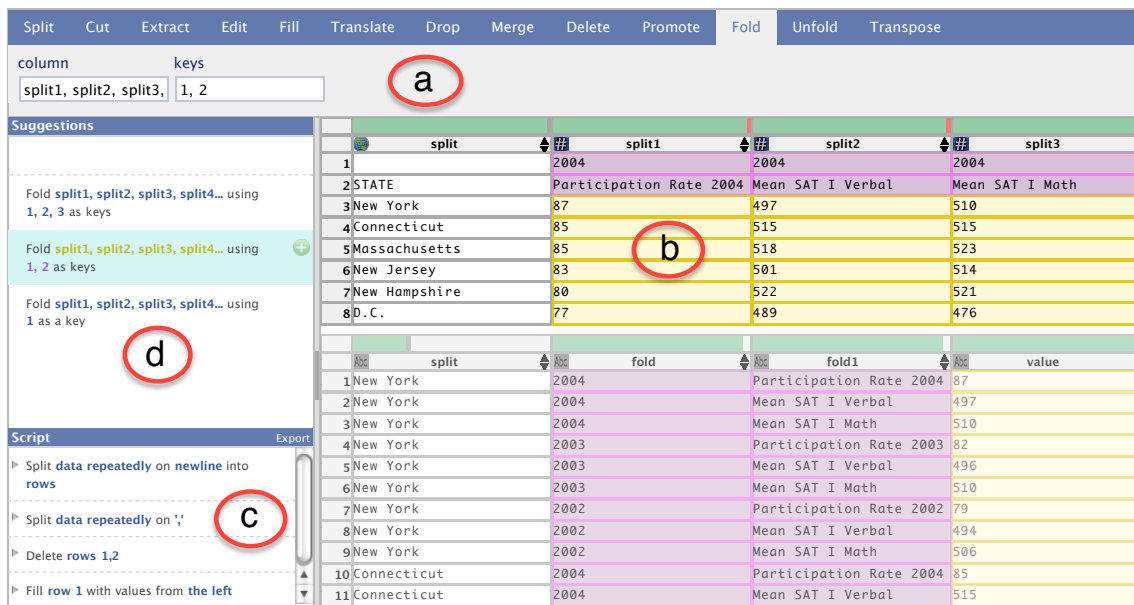 Split Cut Extract Edit Fill Translate Drop Merge Delete Promote Fold Unfold Transpose
column keys
split1, split2, split3, 1, 2
a
Suggestions
Fold split1, split2, split3, split4... using
1, 2, 3 as keys
Fold split1, split2, split3, split4... using
1, 2 as keys
Fold split1, split2, split3, split4... using
1 as a key
d
Script Export
Split data repeatedly on newline into
rows
Split data repeatedly on ','
c
Delete rows 1,2
Fill row 1 with values from the left
# # #
split split1 split2 split3
1 2004 2004 2004
2 STATE Participation Rate 2004 Mean SAT I Verbal Mean SAT I Math
3 New York 87 497 510
4 Connecticut 85 515 515
5 Massachusetts 85 518 523
b
6 New Jersey 83 501 514
7 New Hampshire 80 522 521
8 D.C. 77 489 476
Abc split Abc fold Abc fold1 Abc value
1 New York 2004 Participation Rate 2004 87
2 New York 2004 Mean SAT I Verbal 497
3 New York 2004 Mean SAT I Math 510
4 New York 2003 Participation Rate 2003 82
5 New York 2003 Mean SAT I Verbal 496
6 New York 2003 Mean SAT I Math 510
7 New York 2002 Participation Rate 2002 79
8 New York 2002 Mean SAT I Verbal 494
9 New York 2002 Mean SAT I Math 506
10 Connecticut 2004 Participation Rate 2004 85
11 Connecticut 2004 Mean SAT I Verbal 515